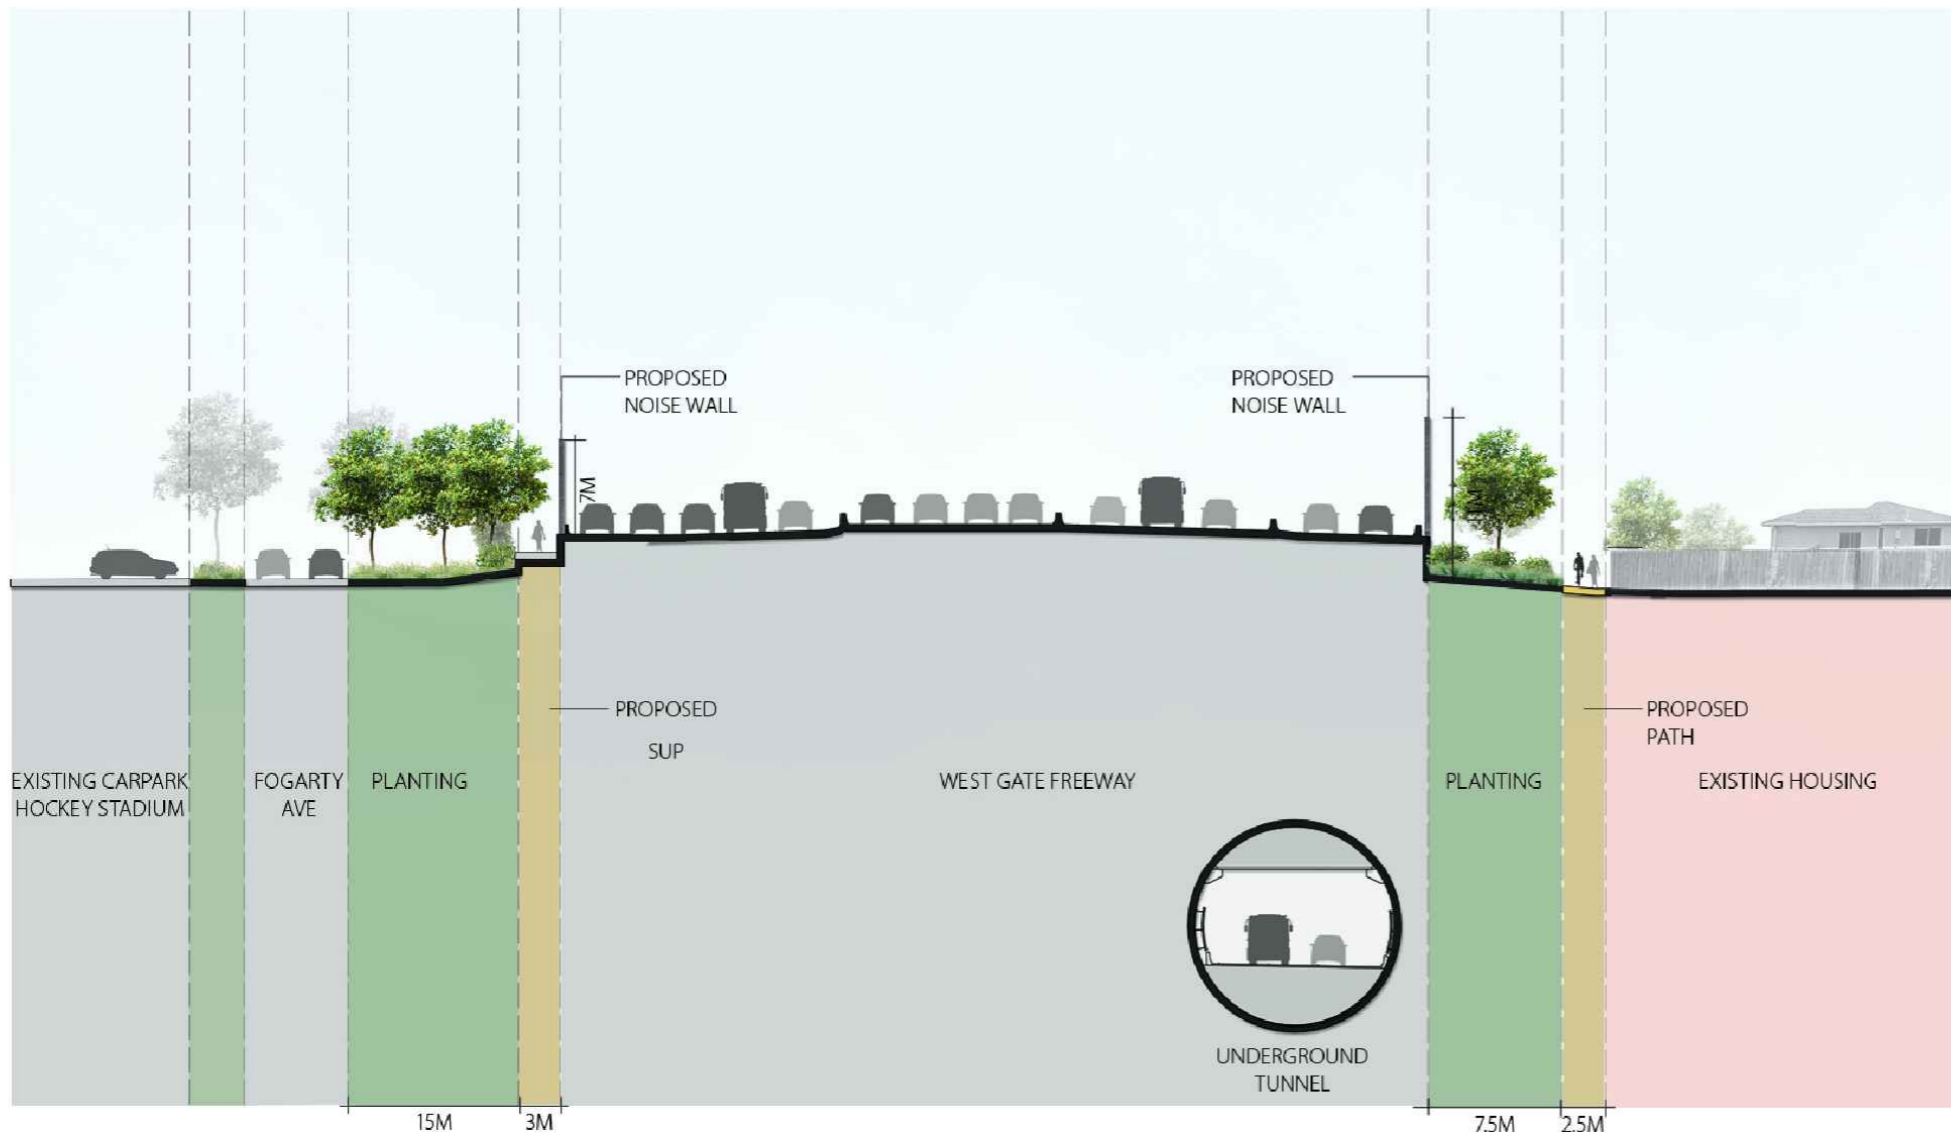 PROPOSED
NOISE WALL
PROPOSED
NOISE WALL
7M
PROPOSED
SUP
PROPOSED
PATH
EXISTING CARPARK
HOCKEY STADIUM
FOGARTY
AVE
PLANTING
WEST GATE FREEWAY
PLANTING
EXISTING HOUSING
UNDERGROUND
TUNNEL
15M
3M
7.5M
2.5M